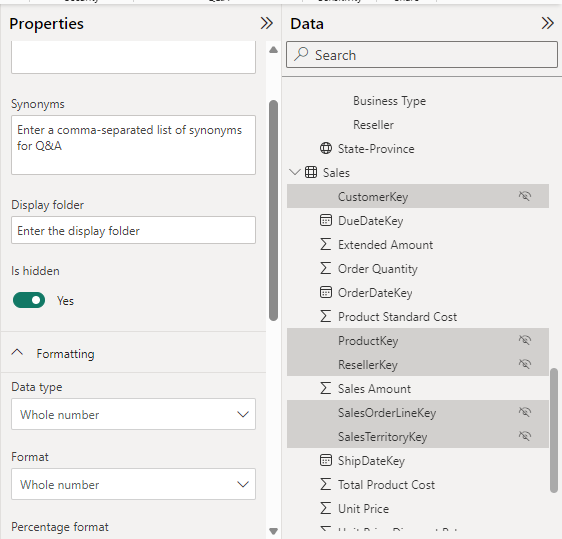 Properties
Synonyms
Enter a comma-separated list of synonyms
for Q&A
Display folder
Enter the display folder
Is hidden
Yes
Formatting
Data type
Whole number
Format
Whole number
Percentage format
Data
Search
Business Type
Reseller
State-Province
Sales
CustomerKey
DueDateKey
Extended Amount
Order Quantity
OrderDateKey
Product Standard Cost
ProductKey
ResellerKey
Sales Amount
SalesOrderLineKey
SalesTerritoryKey
ShipDateKey
Total Product Cost
Unit Price